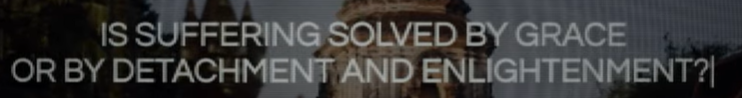 IS SUFFERING SOLVED BY GRACE
OR BY DETACHMENT AND ENLIGHTENMENT?|